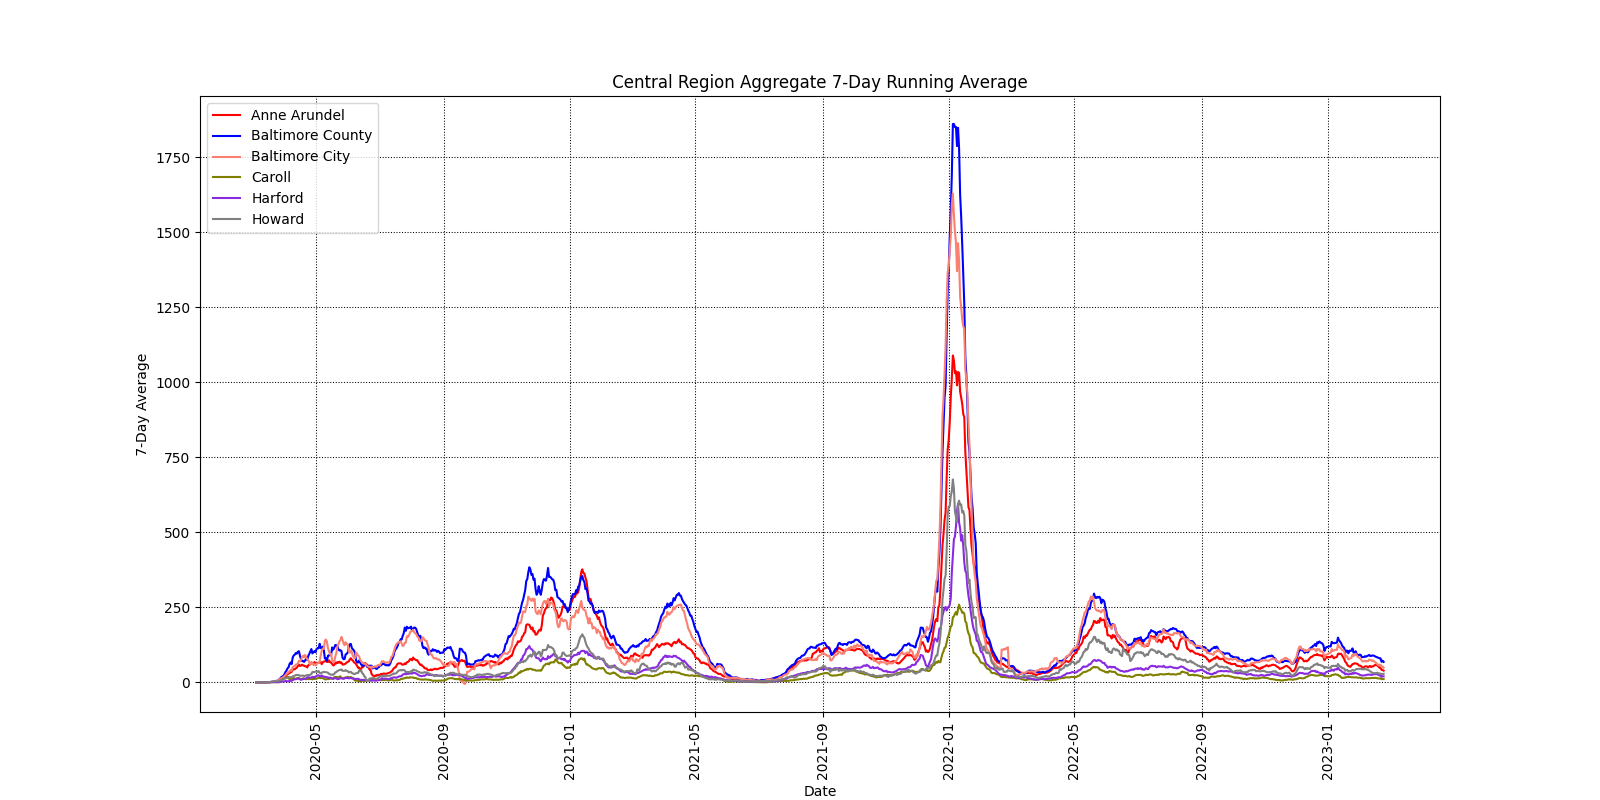 Central Region Aggregate 7-Day Running Average
Anne Arundel
Baltimore County
Baltimore City
Caroll
Harford
Howard
1750
1500
1250
1000
750
500
250
0
7-Day Average
2020-05
2020-09
2021-01
2021-05
2021-09
2022-01
2022-05
2022-09
2023-01
Date